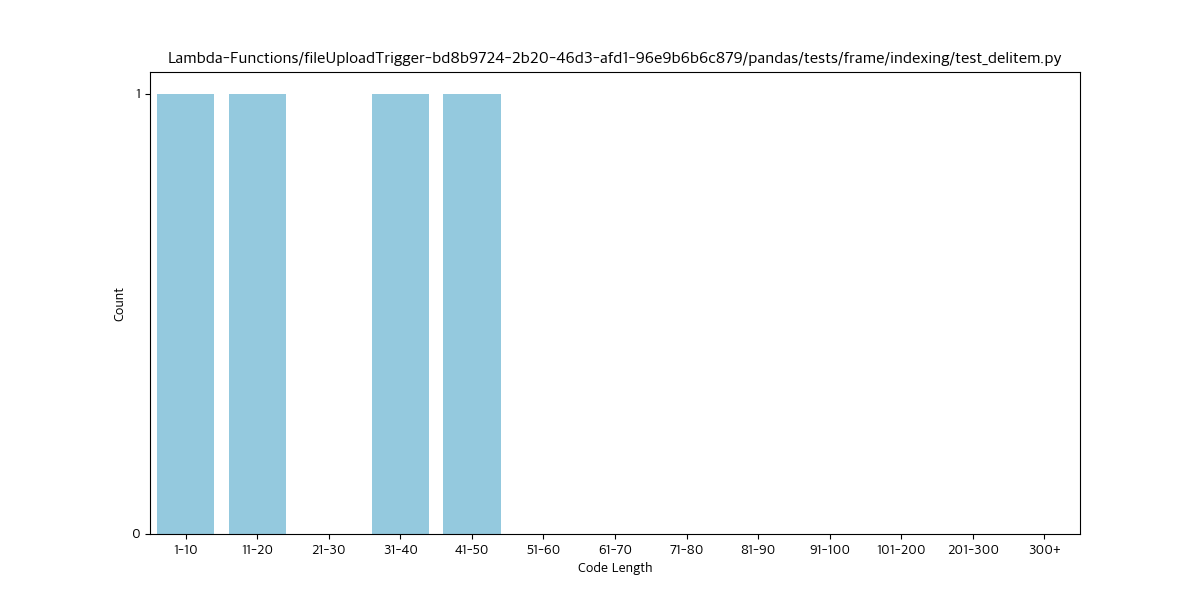 Lambda-Functions/fileUploadTrigger-bd8b9724-2b20-46d3-afd1-96e9b6b6c879/pandas/tests/frame/indexing/test_delitem.py
1
Count
0
1-10 11-20 21-30 31-40 41-50 51-60 61-70 71-80 81-90 91-100 101-200 201-300 300+
Code Length